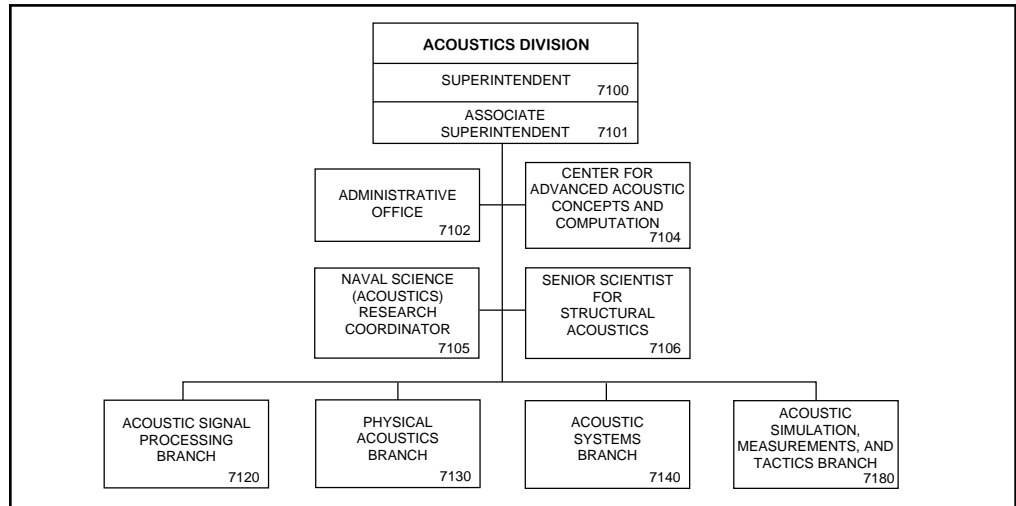 ACOUSTICS DIVISION
SUPERINTENDENT
7100
ASSOCIATE
SUPERINTENDENT
7101
ADMINISTRATIVE
OFFICE
7102
CENTER FOR
ADVANCED ACOUSTIC
CONCEPTS AND
COMPUTATION
7104
NAVAL SCIENCE
(ACOUSTICS)
RESEARCH
COORDINATOR
7105
SENIOR SCIENTIST
FOR
STRUCTURAL
ACOUSTICS
7106
ACOUSTIC SIGNAL
PROCESSING
BRANCH
7120
PHYSICAL
ACOUSTICS
BRANCH
7130
ACOUSTIC
SYSTEMS
BRANCH
7140
ACOUSTIC
SIMULATION,
MEASUREMENTS, AND
TACTICS BRANCH
7180